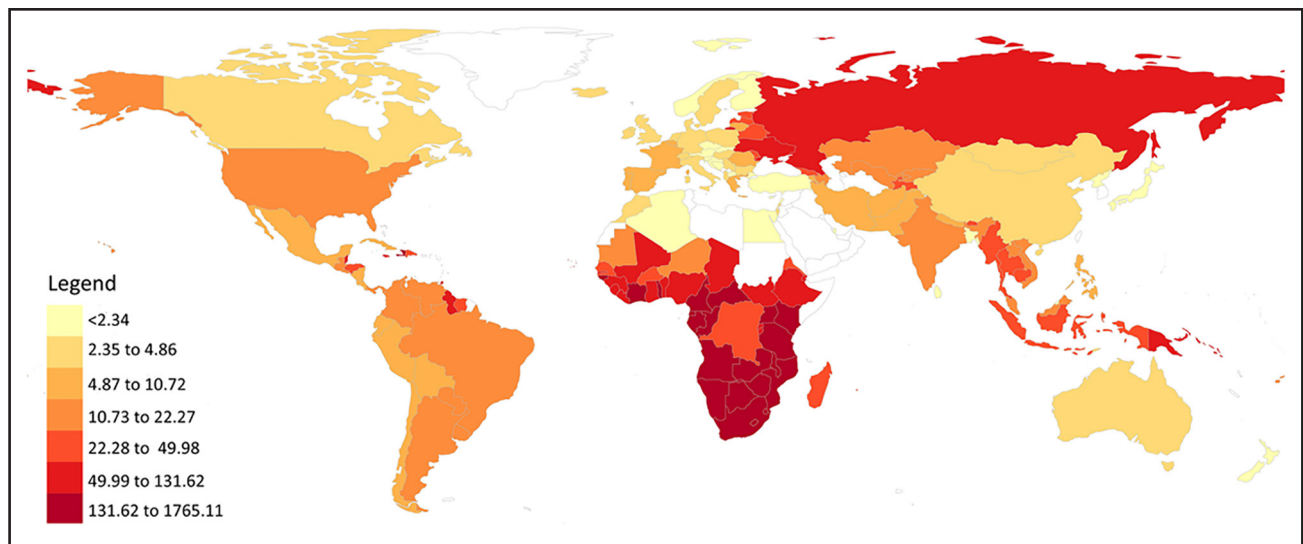 Legend
<2.34
2.35 to 4.86
4.87 to 10.72
10.73 to 22.27
22.28 to  49.98
49.99 to 131.62
131.62 to 1765.11